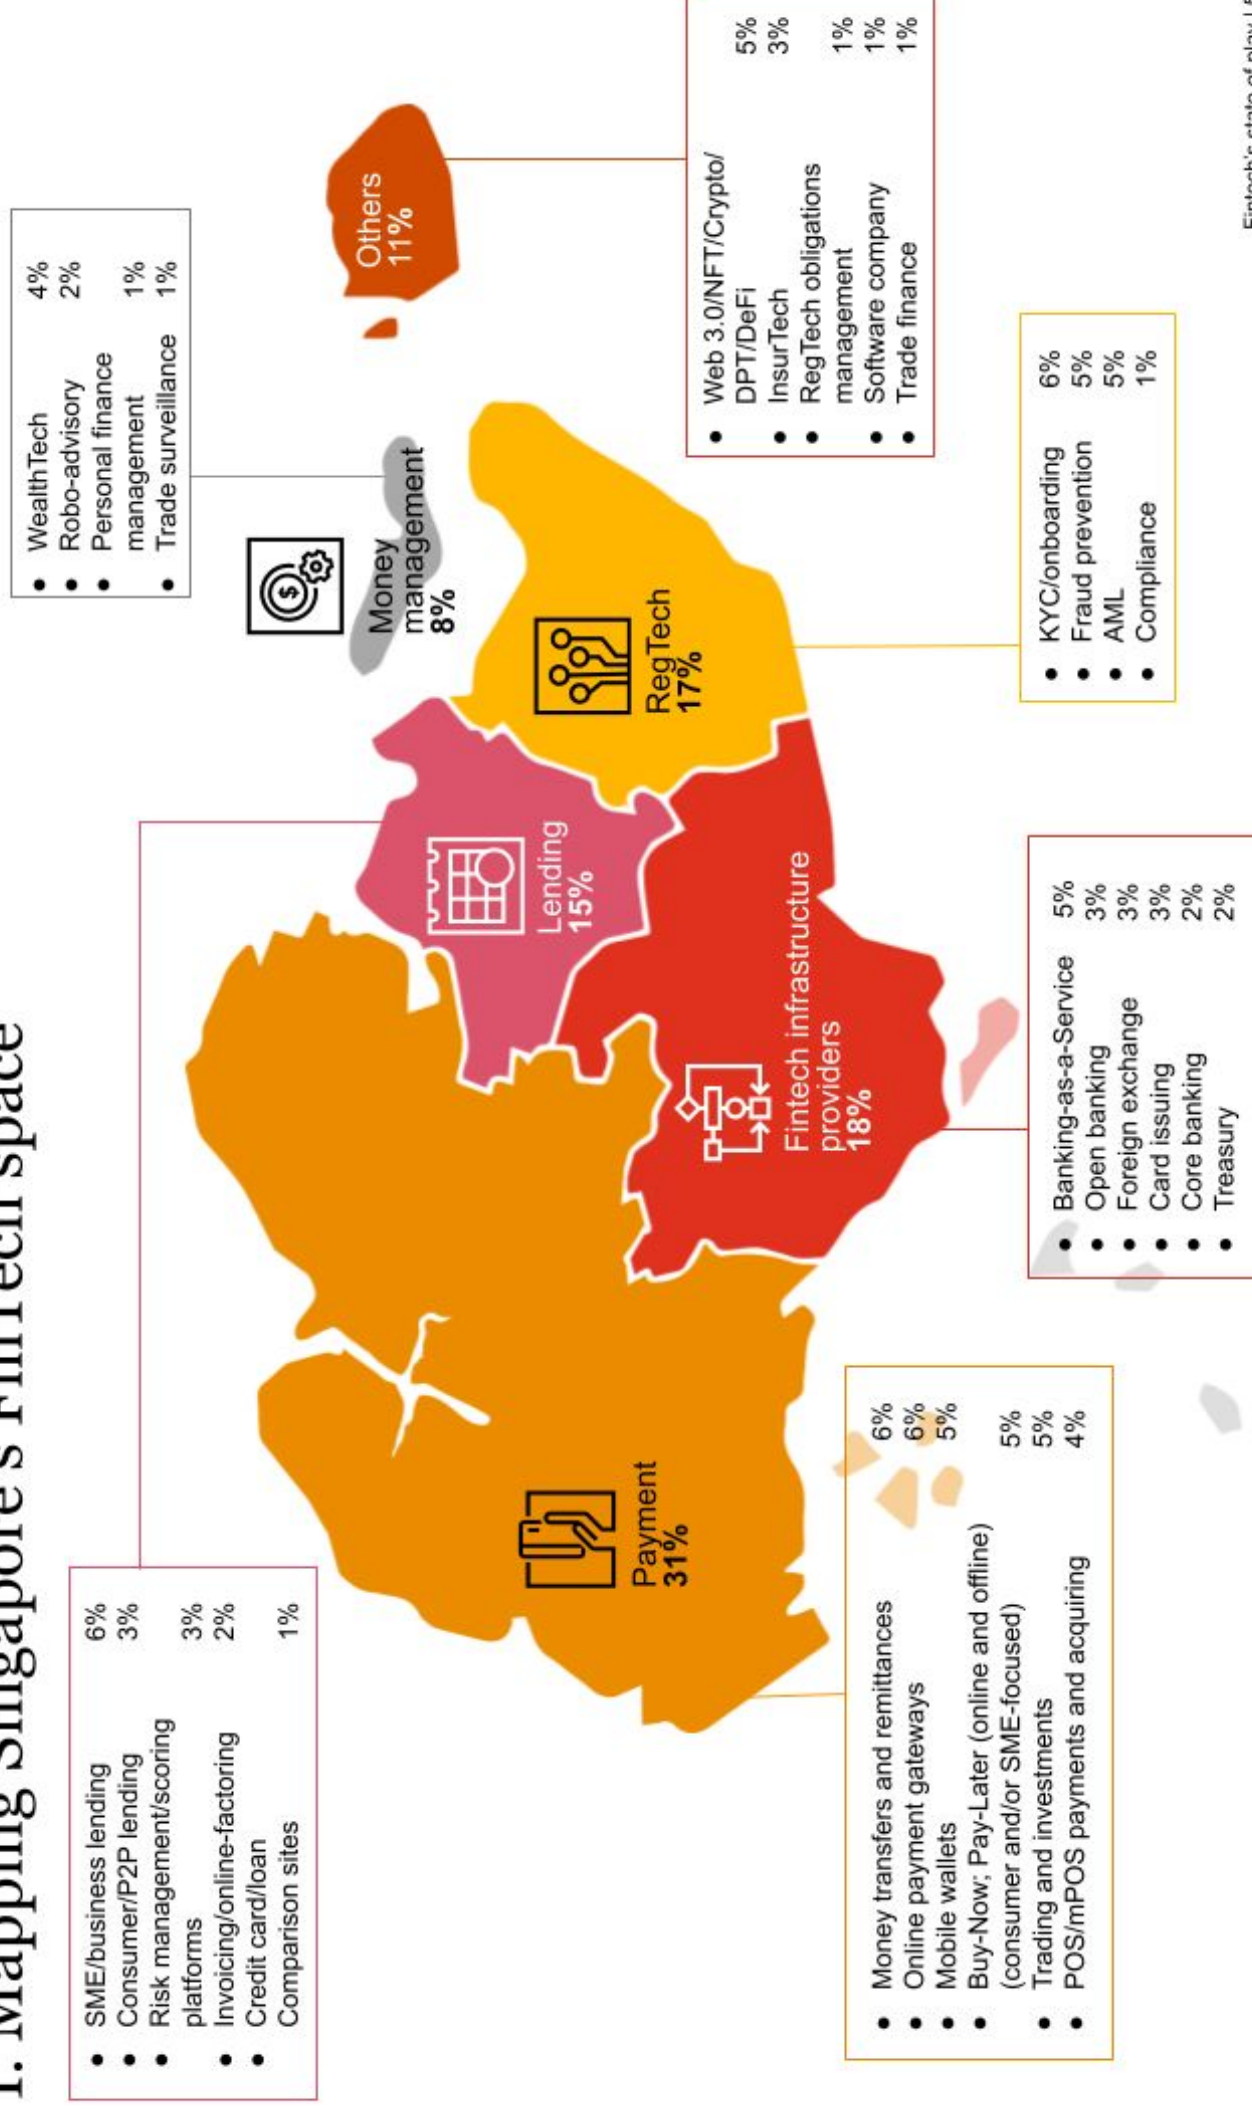 1. Mapping Singapore's FinTech space
• SME/business lending 6%
• Consumer/P2P lending 3%
• Risk management/scoring
platforms 3%
• Invoicing/online-factoring 2%
• Credit card/loan
Comparison sites 1%
• WealthTech 4%
• Robo-advisory 2%
• Personal finance
management 1%
• Trade surveillance 1%
Payment
31%
Lending
15%
Fintech infrastructure
providers
18%
RegTech
17%
Money
management
8%
Others
11%
• Money transfers and remittances 6%
• Online payment gateways 6%
• Mobile wallets 5%
• Buy-Now; Pay-Later (online and offline)
(consumer and/or SME-focused) 5%
• Trading and investments 5%
• POS/mPOS payments and acquiring 4%
• Banking-as-a-Service 5%
• Open banking 3%
• Foreign exchange 3%
• Card issuing 3%
• Core banking 2%
• Treasury 2%
• KYC/onboarding 6%
• Fraud prevention 5%
• AML 5%
• Compliance 1%
• Web 3.0/NFT/Crypto/
DPT/DeFi 5%
• InsurTech 3%
• RegTech obligations
management 1%
• Software company 1%
• Trade finance 1%
Fintech's state of play |